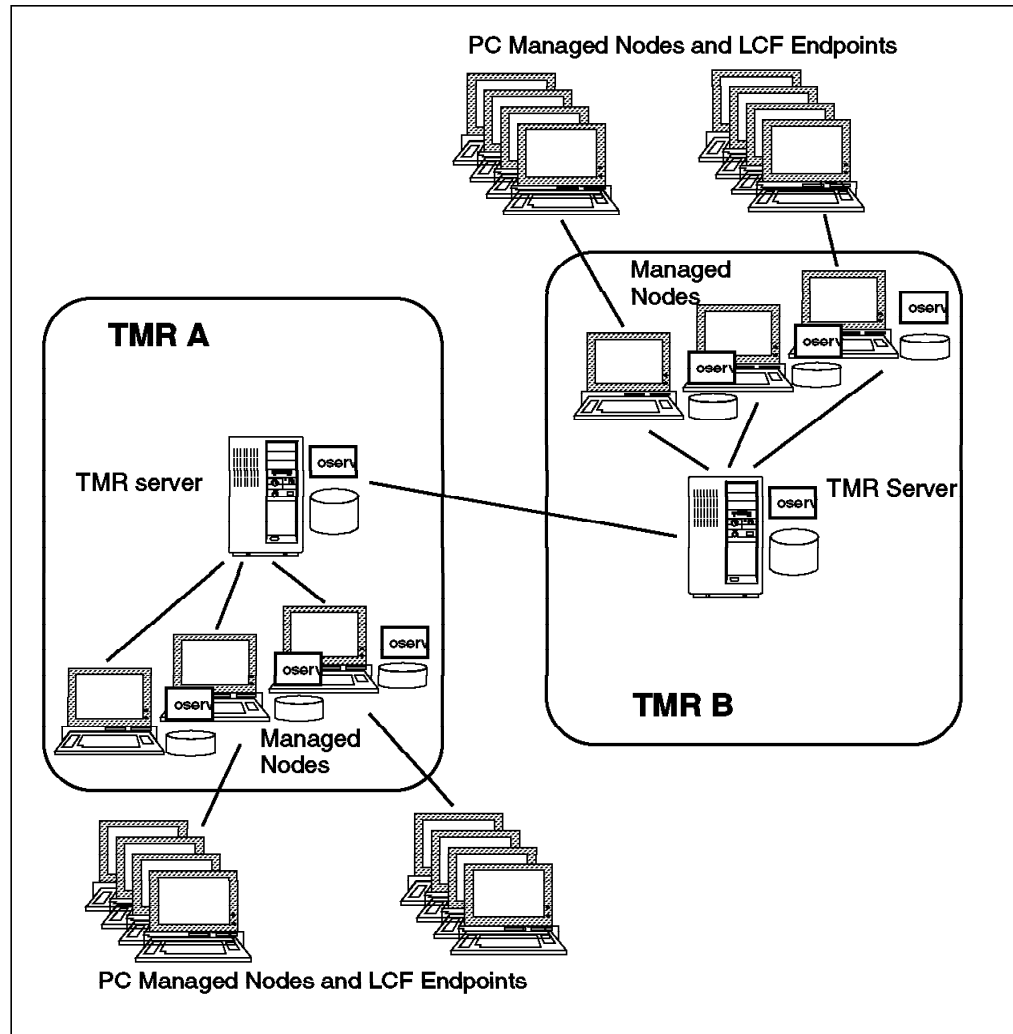 PC Managed Nodes and LCF Endpoints
Managed
Nodes
oserv
oserv
oserv
TMR A
TMR server
oserv
TMR Server
oserv
oserv
oserv
oserv
Managed
Nodes
TMR B
PC Managed Nodes and LCF Endpoints